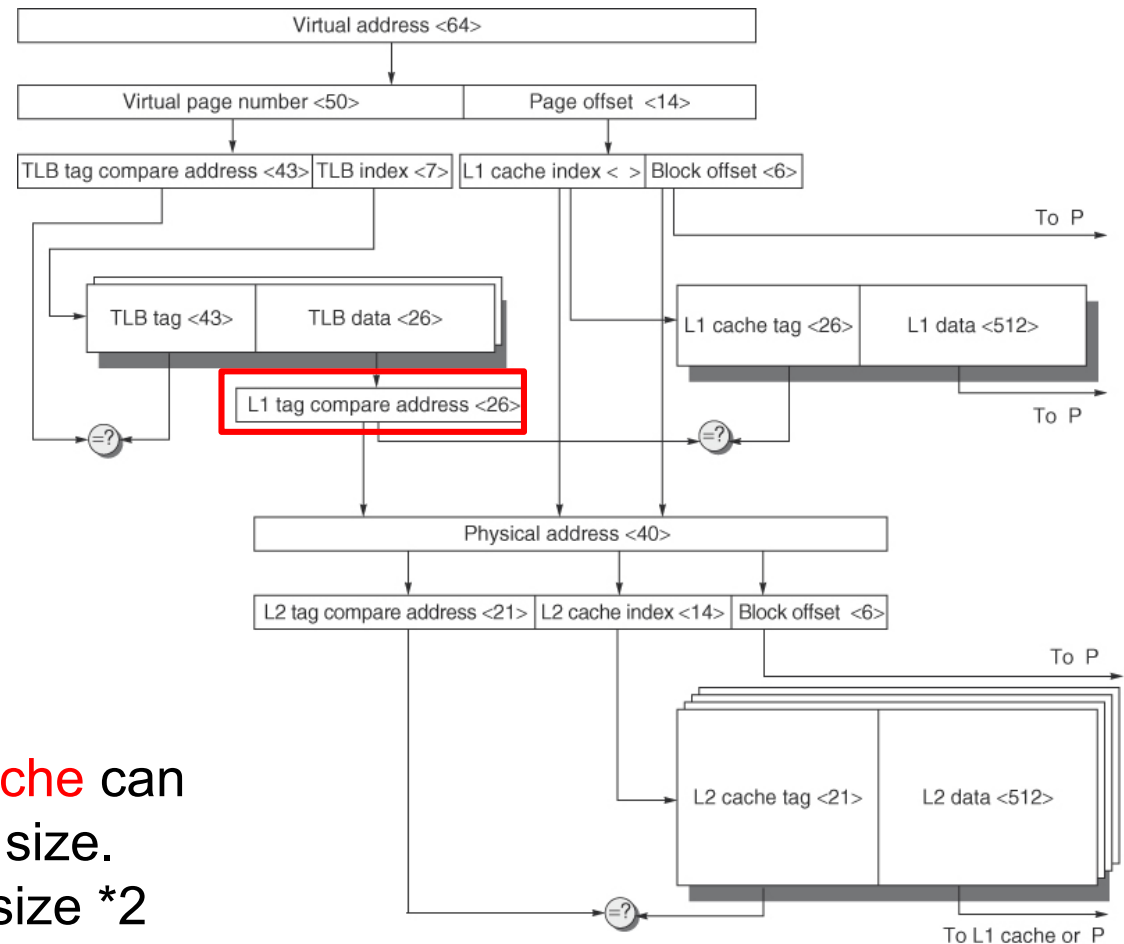 Virtual address <64>
Virtual page number <50>
Page offset <14>
TLB tag compare address <43>
TLB index <7>
L1 cache index < >
Block offset <6>
To P
TLB tag <43>
TLB data <26>
L1 cache tag <26>
L1 data <512>
L1 tag compare address <26>
To P
=?
=?
Physical address <40>
L2 tag compare address <21>
L2 cache index <14>
Block offset <6>
To P
che can
size.
size *2
L2 cache tag <21>
L2 data <512>
=?
To L1 cache or P